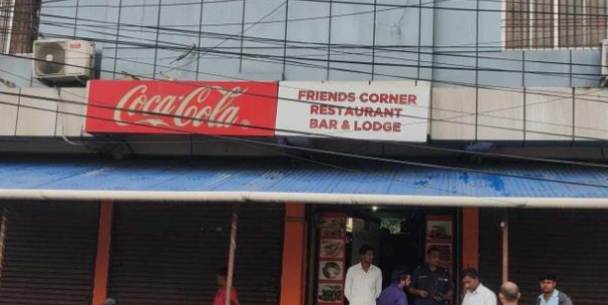 Coca-Cola
FRIENDS CORNER
RESTAURANT
BAR & LODGE